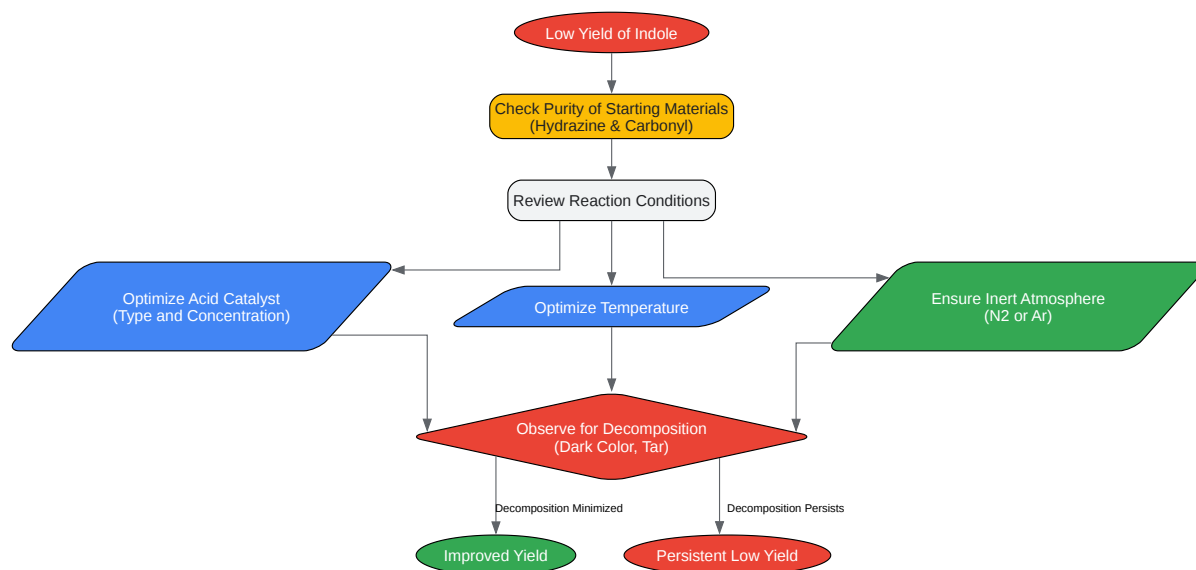 Low Yield of Indole
Check Purity of Starting Materials
(Hydrazine & Carbonyl)
Review Reaction Conditions
Optimize Acid Catalyst
(Type and Concentration)
Optimize Temperature
Ensure Inert Atmosphere
(N2 or Ar)
Observe for Decomposition
(Dark Color, Tar)
Decomposition Minimized
Decomposition Persists
Improved Yield
Persistent Low Yield